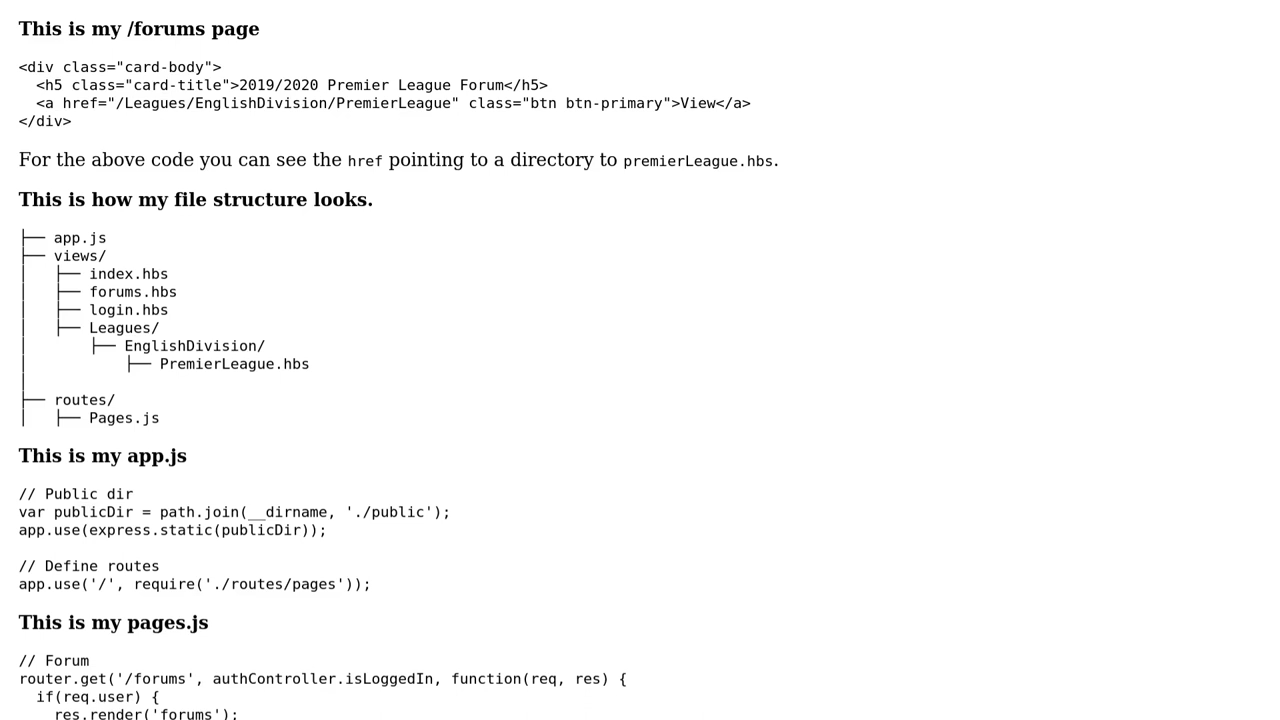 This is my /forums page
<div class="card-body">
  <h5 class="card-title">2019/2020 Premier League Forum</h5>
  <a href="/Leagues/EnglishDivision/PremierLeague" class="btn btn-primary">View</a>
</div>
For the above code you can see the href pointing to a directory to premierLeague.hbs.
This is how my file structure looks.
├── app.js
├── views/
│   ├── index.hbs
│   ├── forums.hbs
│   ├── login.hbs
│   ├── Leagues/
│       ├── EnglishDivision/
│           ├── PremierLeague.hbs
│
├── routes/
│   ├── Pages.js
This is my app.js
// Public dir
var publicDir = path.join(__dirname, './public');
app.use(express.static(publicDir));
// Define routes
app.use('/', require('./routes/pages'));
This is my pages.js
// Forum
router.get('/forums', authController.isLoggedIn, function(req, res) {
  if(req.user) {
    res.render('forums');